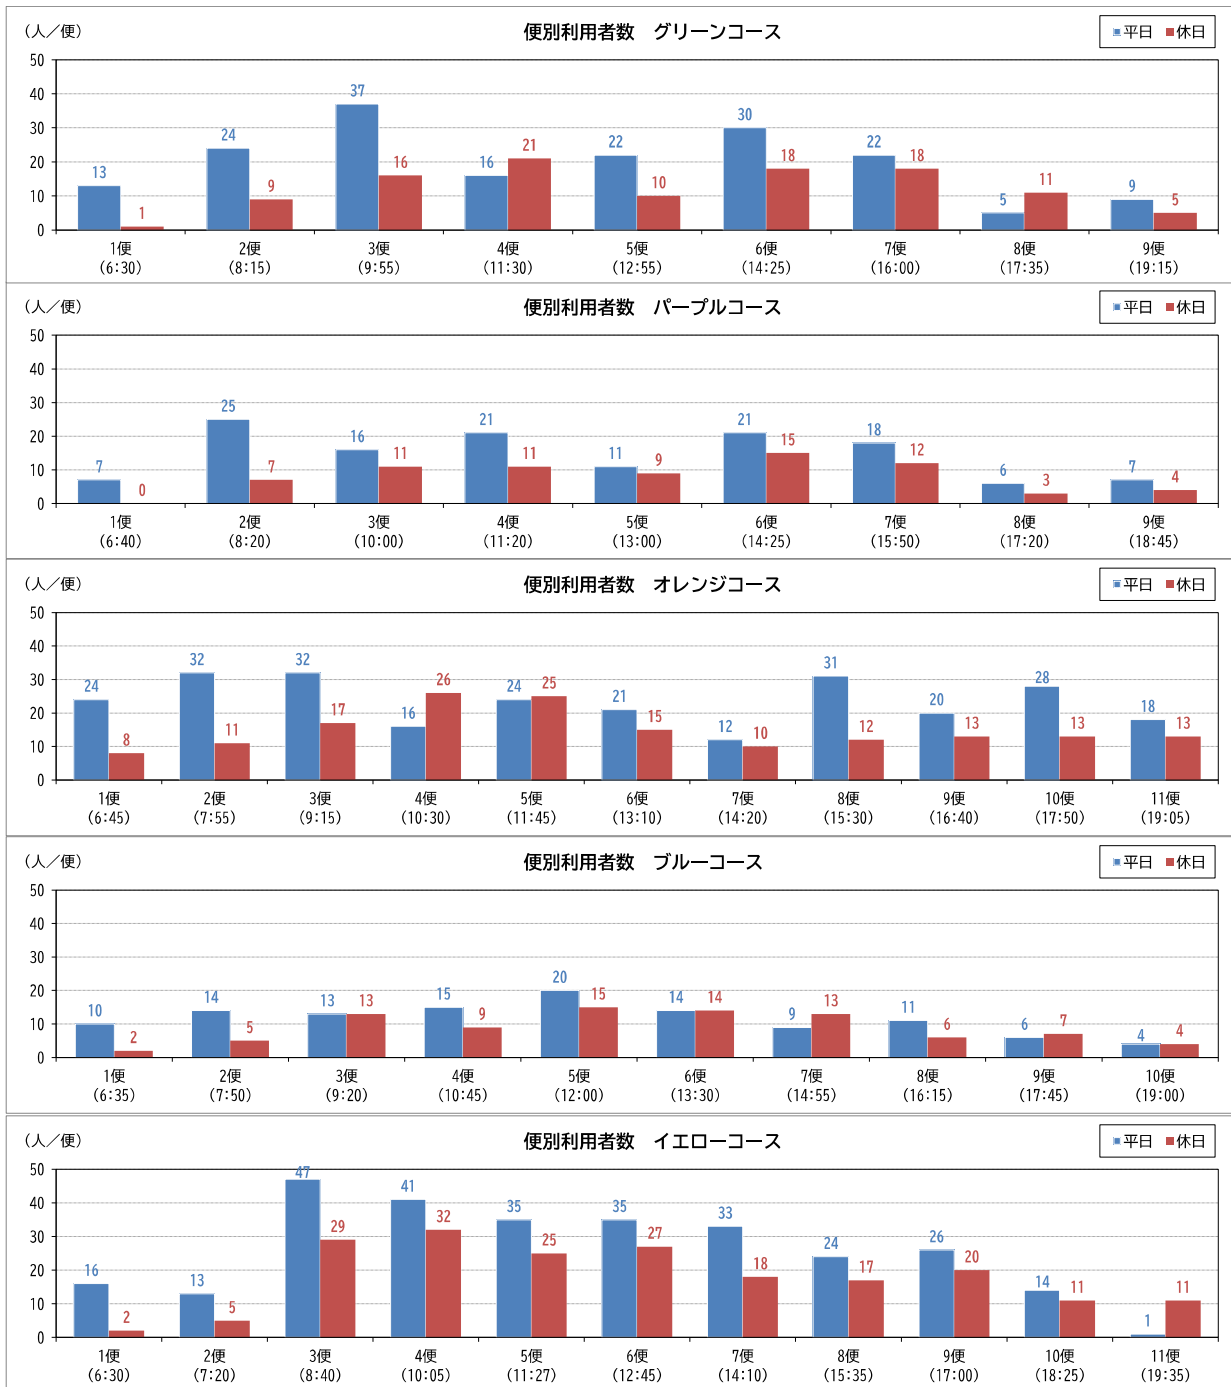 (人／便)
便別利用者数　グリーンコース
平日 休日
50
40
30
20
10
0
13 1 24 9 37 16 16 21 22 10 30 18 22 18 5 11 9 5
1便 2便 3便 4便 5便 6便 7便 8便 9便
(6:30) (8:15) (9:55) (11:30) (12:55) (14:25) (16:00) (17:35) (19:15)
(人／便)
便別利用者数　パープルコース
平日 休日
50
40
30
20
10
0
7 0 25 7 16 11 21 11 11 9 21 15 18 12 6 3 7 4
1便 2便 3便 4便 5便 6便 7便 8便 9便
(6:40) (8:20) (10:00) (11:20) (13:00) (14:25) (15:50) (17:20) (18:45)
(人／便)
便別利用者数　オレンジコース
平日 休日
50
40
30
20
10
0
24 8 32 11 32 17 16 26 24 25 21 15 12 10 31 12 20 13 28 13 18 13
1便 2便 3便 4便 5便 6便 7便 8便 9便 10便 11便
(6:45) (7:55) (9:15) (10:30) (11:45) (13:10) (14:20) (15:30) (16:40) (17:50) (19:05)
(人／便)
便別利用者数　ブルーコース
平日 休日
50
40
30
20
10
0
10 2 14 5 13 13 15 9 20 15 14 14 9 13 11 6 6 7 4 4
1便 2便 3便 4便 5便 6便 7便 8便 9便 10便
(6:35) (7:50) (9:20) (10:45) (12:00) (13:30) (14:55) (16:15) (17:45) (19:00)
(人／便)
便別利用者数　イエローコース
平日 休日
50
40
30
20
10
0
16 2 13 5 47 29 41 32 35 25 35 27 33 18 24 17 26 20 14 11 1 11
1便 2便 3便 4便 5便 6便 7便 8便 9便 10便 11便
(6:30) (7:20) (8:40) (10:05) (11:27) (12:45) (14:10) (15:35) (17:00) (18:25) (19:35)